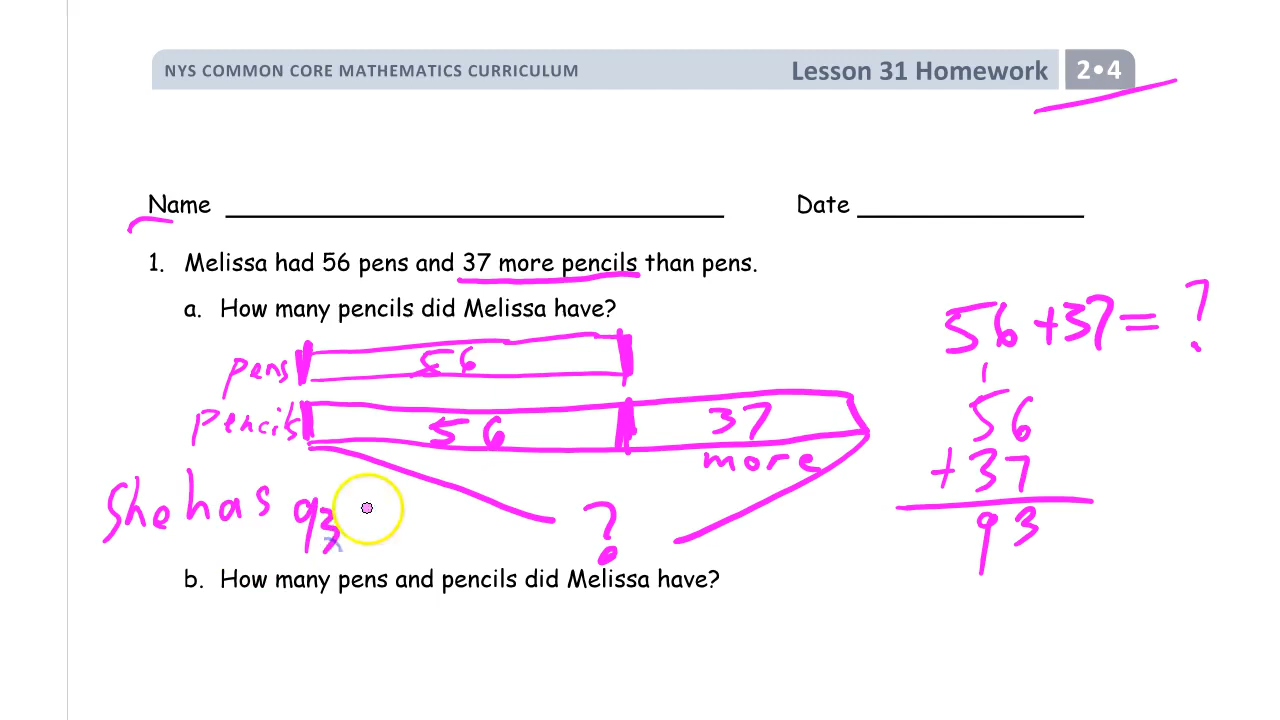 NYS COMMON CORE MATHEMATICS CURRICULUM Lesson 31 Homework 2•4
Name Date
1. Melissa had 56 pens and 37 more pencils than pens.
a. How many pencils did Melissa have?
56+37=?
pens 56
pencils 56 37
more
1
56
+37
93
She has 93
?
b. How many pens and pencils did Melissa have?